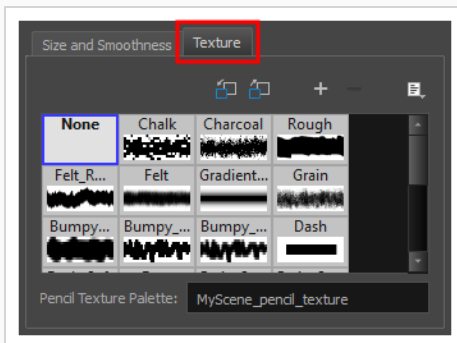 Size and Smoothness Texture
None Chalk Charcoal Rough
Felt_R... Felt Gradient... Grain
Bumpy... Bumpy_... Bumpy_... Dash
Pencil Texture Palette: MyScene_pencil_texture